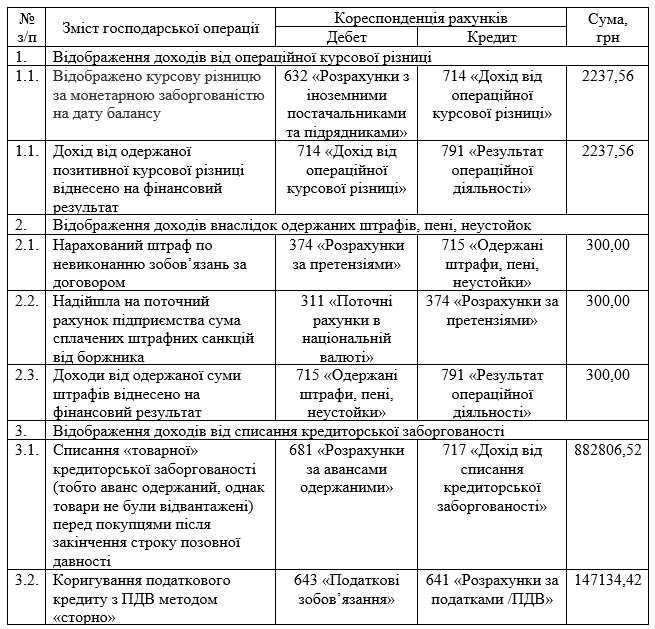 № з/п
Зміст господарської операції
Кореспонденція рахунків
Сума, грн
Дебет
Кредит
1. Відображення доходів від операційної курсової різниці
1.1. Відображено курсову різницю 632 «Розрахунки з 714 «Дохід від 2237,56
за монетарною заборгованістю іноземними операційної
на дату балансу постачальниками курсової різниці»
та підрядниками»
1.1. Дохід від одержаної 714 «Дохід від 791 «Результат 2237,56
позитивної курсової різниці операційної операційної
віднесено на фінансовий курсової різниці» діяльності»
результат
2. Відображення доходів внаслідок одержаних штрафів, пені, неустойок
2.1. Нарахований штраф по 374 «Розрахунки 715 «Одержані 300,00
невиконанню зобов’язань за за претензіями» штрафи, пені,
договором неустойки»
2.2. Надійшла на поточний 311 «Поточні 374 «Розрахунки за 300,00
рахунок підприємства сума рахунки в претензіями»
сплачених штрафних санкцій національній
від боржника валюті»
2.3. Доходи від одержаної суми 715 «Одержані 791 «Результат 300,00
штрафів віднесено на штрафи, пені, операційної
фінансовий результат неустойки» діяльності»
3. Відображення доходів від списання кредиторської заборгованості
3.1. Списання «товарної» 681 «Розрахунки 717 «Дохід від 882806,52
кредиторської заборгованості за авансами списання
(тобто аванс одержаний, однак одержаними» кредиторської
товари не були відвантажені) заборгованості»
перед покупцями після
закінчення строку позовної
давності
3.2. Коригування податкового 643 «Податкові 641 «Розрахунки за 147134,42
кредиту з ПДВ методом зобов’язання» податками /ПДВ»
«сторно»